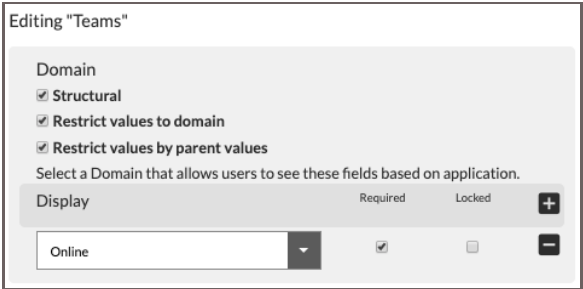 Editing "Teams"
Domain
Structural
Restrict values to domain
Restrict values by parent values
Select a Domain that allows users to see these fields based on application.
Display Required Locked
Online